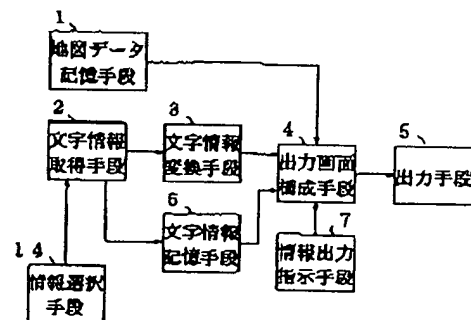 1
地図データ
記憶手段
2
文字情報
取得手段
3
文字情報
変換手段
4
出力画面
構成手段
5
出力手段
6
文字情報
記憶手段
7
情報出力
指示手段
14
情報選択
手段